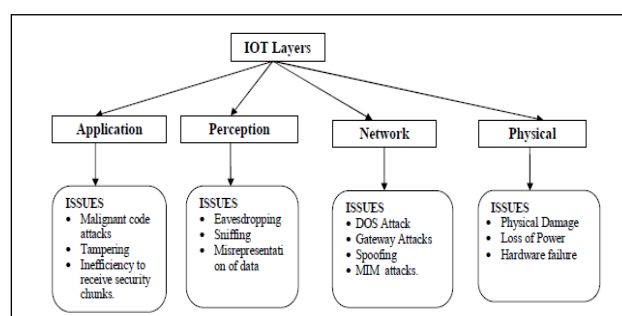 IOT Layers
Application
Perception
Network
Physical
ISSUES
• Malignant code
attacks
• Tampering
• Inefficiency to
receive security
chunks.
ISSUES
• Eavesdropping
• Sniffing
• Misrepresentati
on of data
ISSUES
• DOS Attack
• Gateway Attacks
• Spoofing
• MIM attacks.
ISSUES
• Physical Damage
• Loss of Power
• Hardware failure